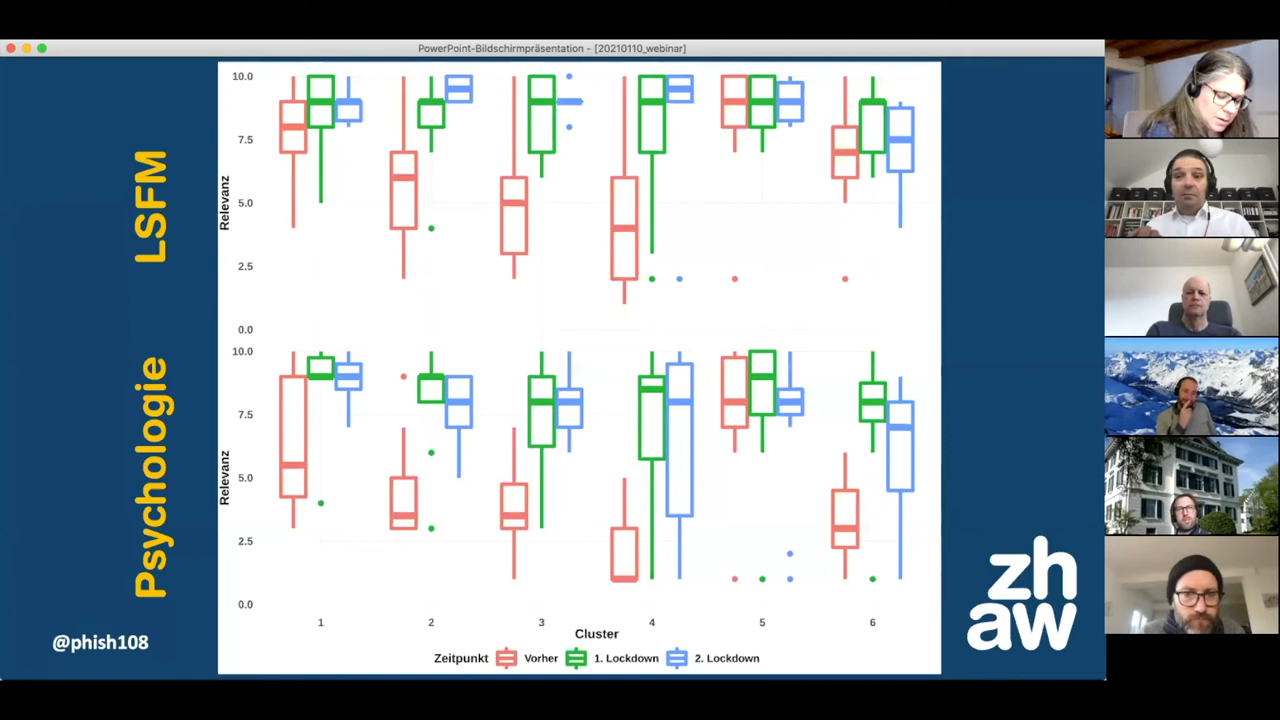 PowerPoint-Bildschirmpräsentation - [20210110_webinar]
LSFM
Relevanz
10.0
7.5
5.0
2.5
0.0
Psychologie
Relevanz
10.0
7.5
5.0
2.5
0.0
1 2 3 4 5 6
Cluster
Zeitpunkt Vorher 1. Lockdown 2. Lockdown
@phish108
zh
aw